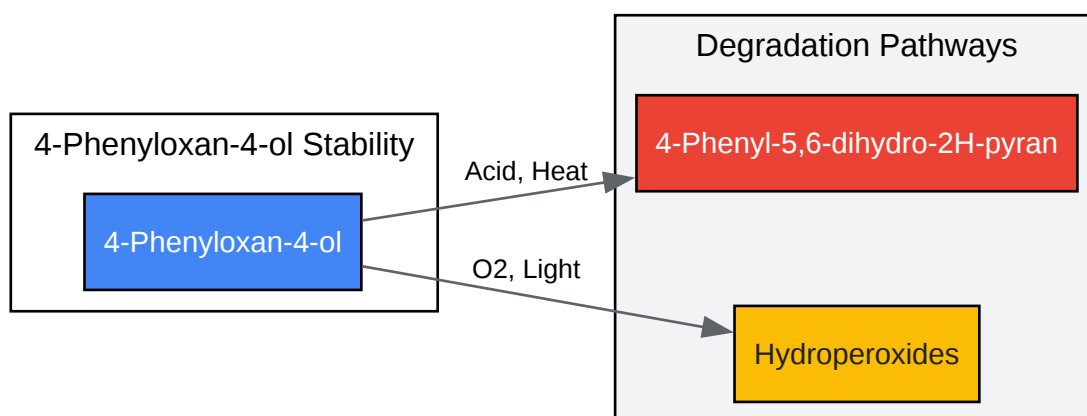 4-Phenyloxan-4-ol Stability
4-Phenyloxan-4-ol
Acid, Heat
O2, Light
Degradation Pathways
4-Phenyl-5,6-dihydro-2H-pyran
Hydroperoxides